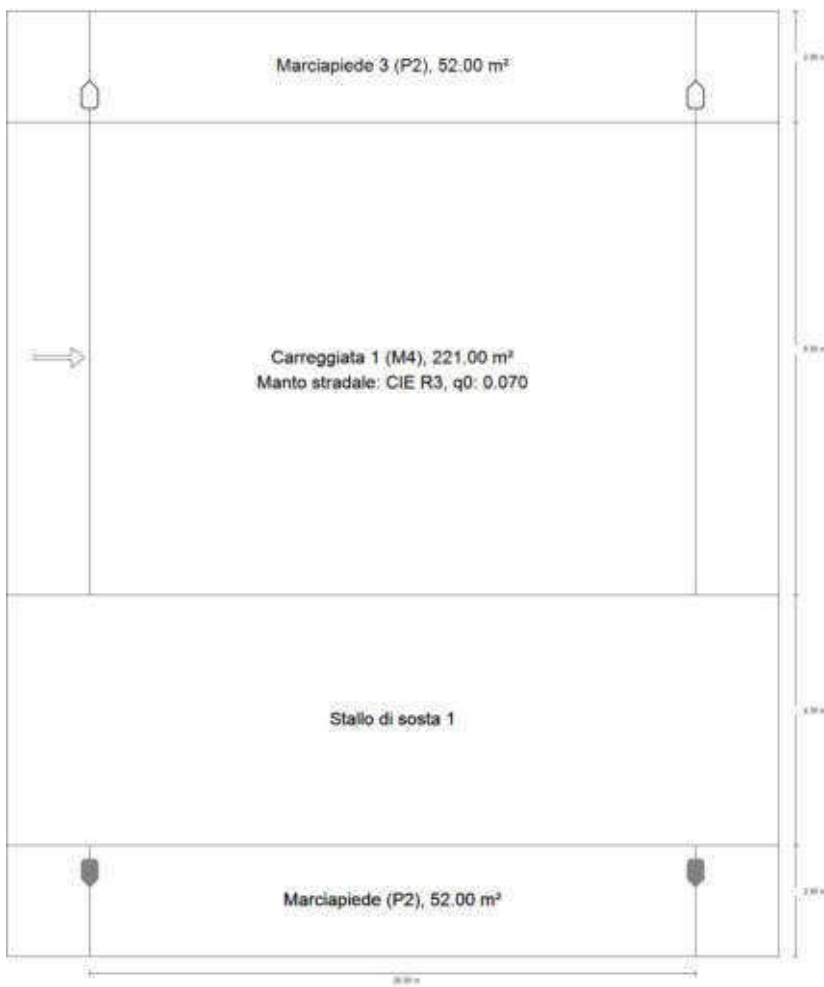 Marciapiede 3 (P2), 52.00 m²
Carreggiata 1 (M4), 221.00 m²
Manto stradale: CIE R3, q0: 0.070
Stallo di sosta 1
Marciapiede (P2), 52.00 m²